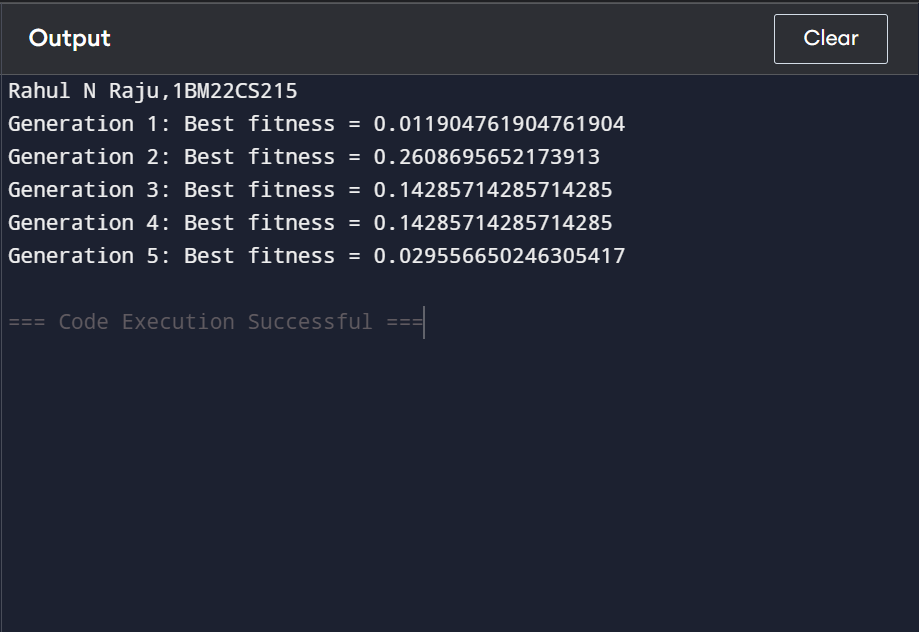 Output
Clear
Rahul N Raju,1BM22CS215
Generation 1: Best fitness = 0.011904761904761904
Generation 2: Best fitness = 0.2608695652173913
Generation 3: Best fitness = 0.14285714285714285
Generation 4: Best fitness = 0.14285714285714285
Generation 5: Best fitness = 0.029556650246305417
=== Code Execution Successful ===